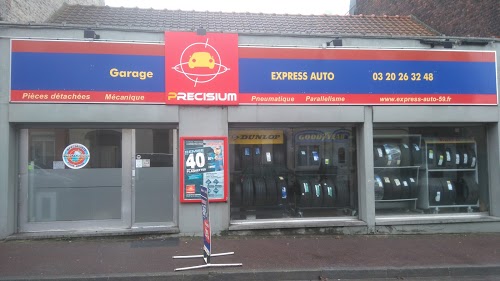 Garage
EXPRESS AUTO
03 20 26 32 48
PRECISIUM
Pièces détachées Mécanique
Pneumatique Parallelisme
www.express-auto-59.fr
DUNLOP
GOODYEAR
40